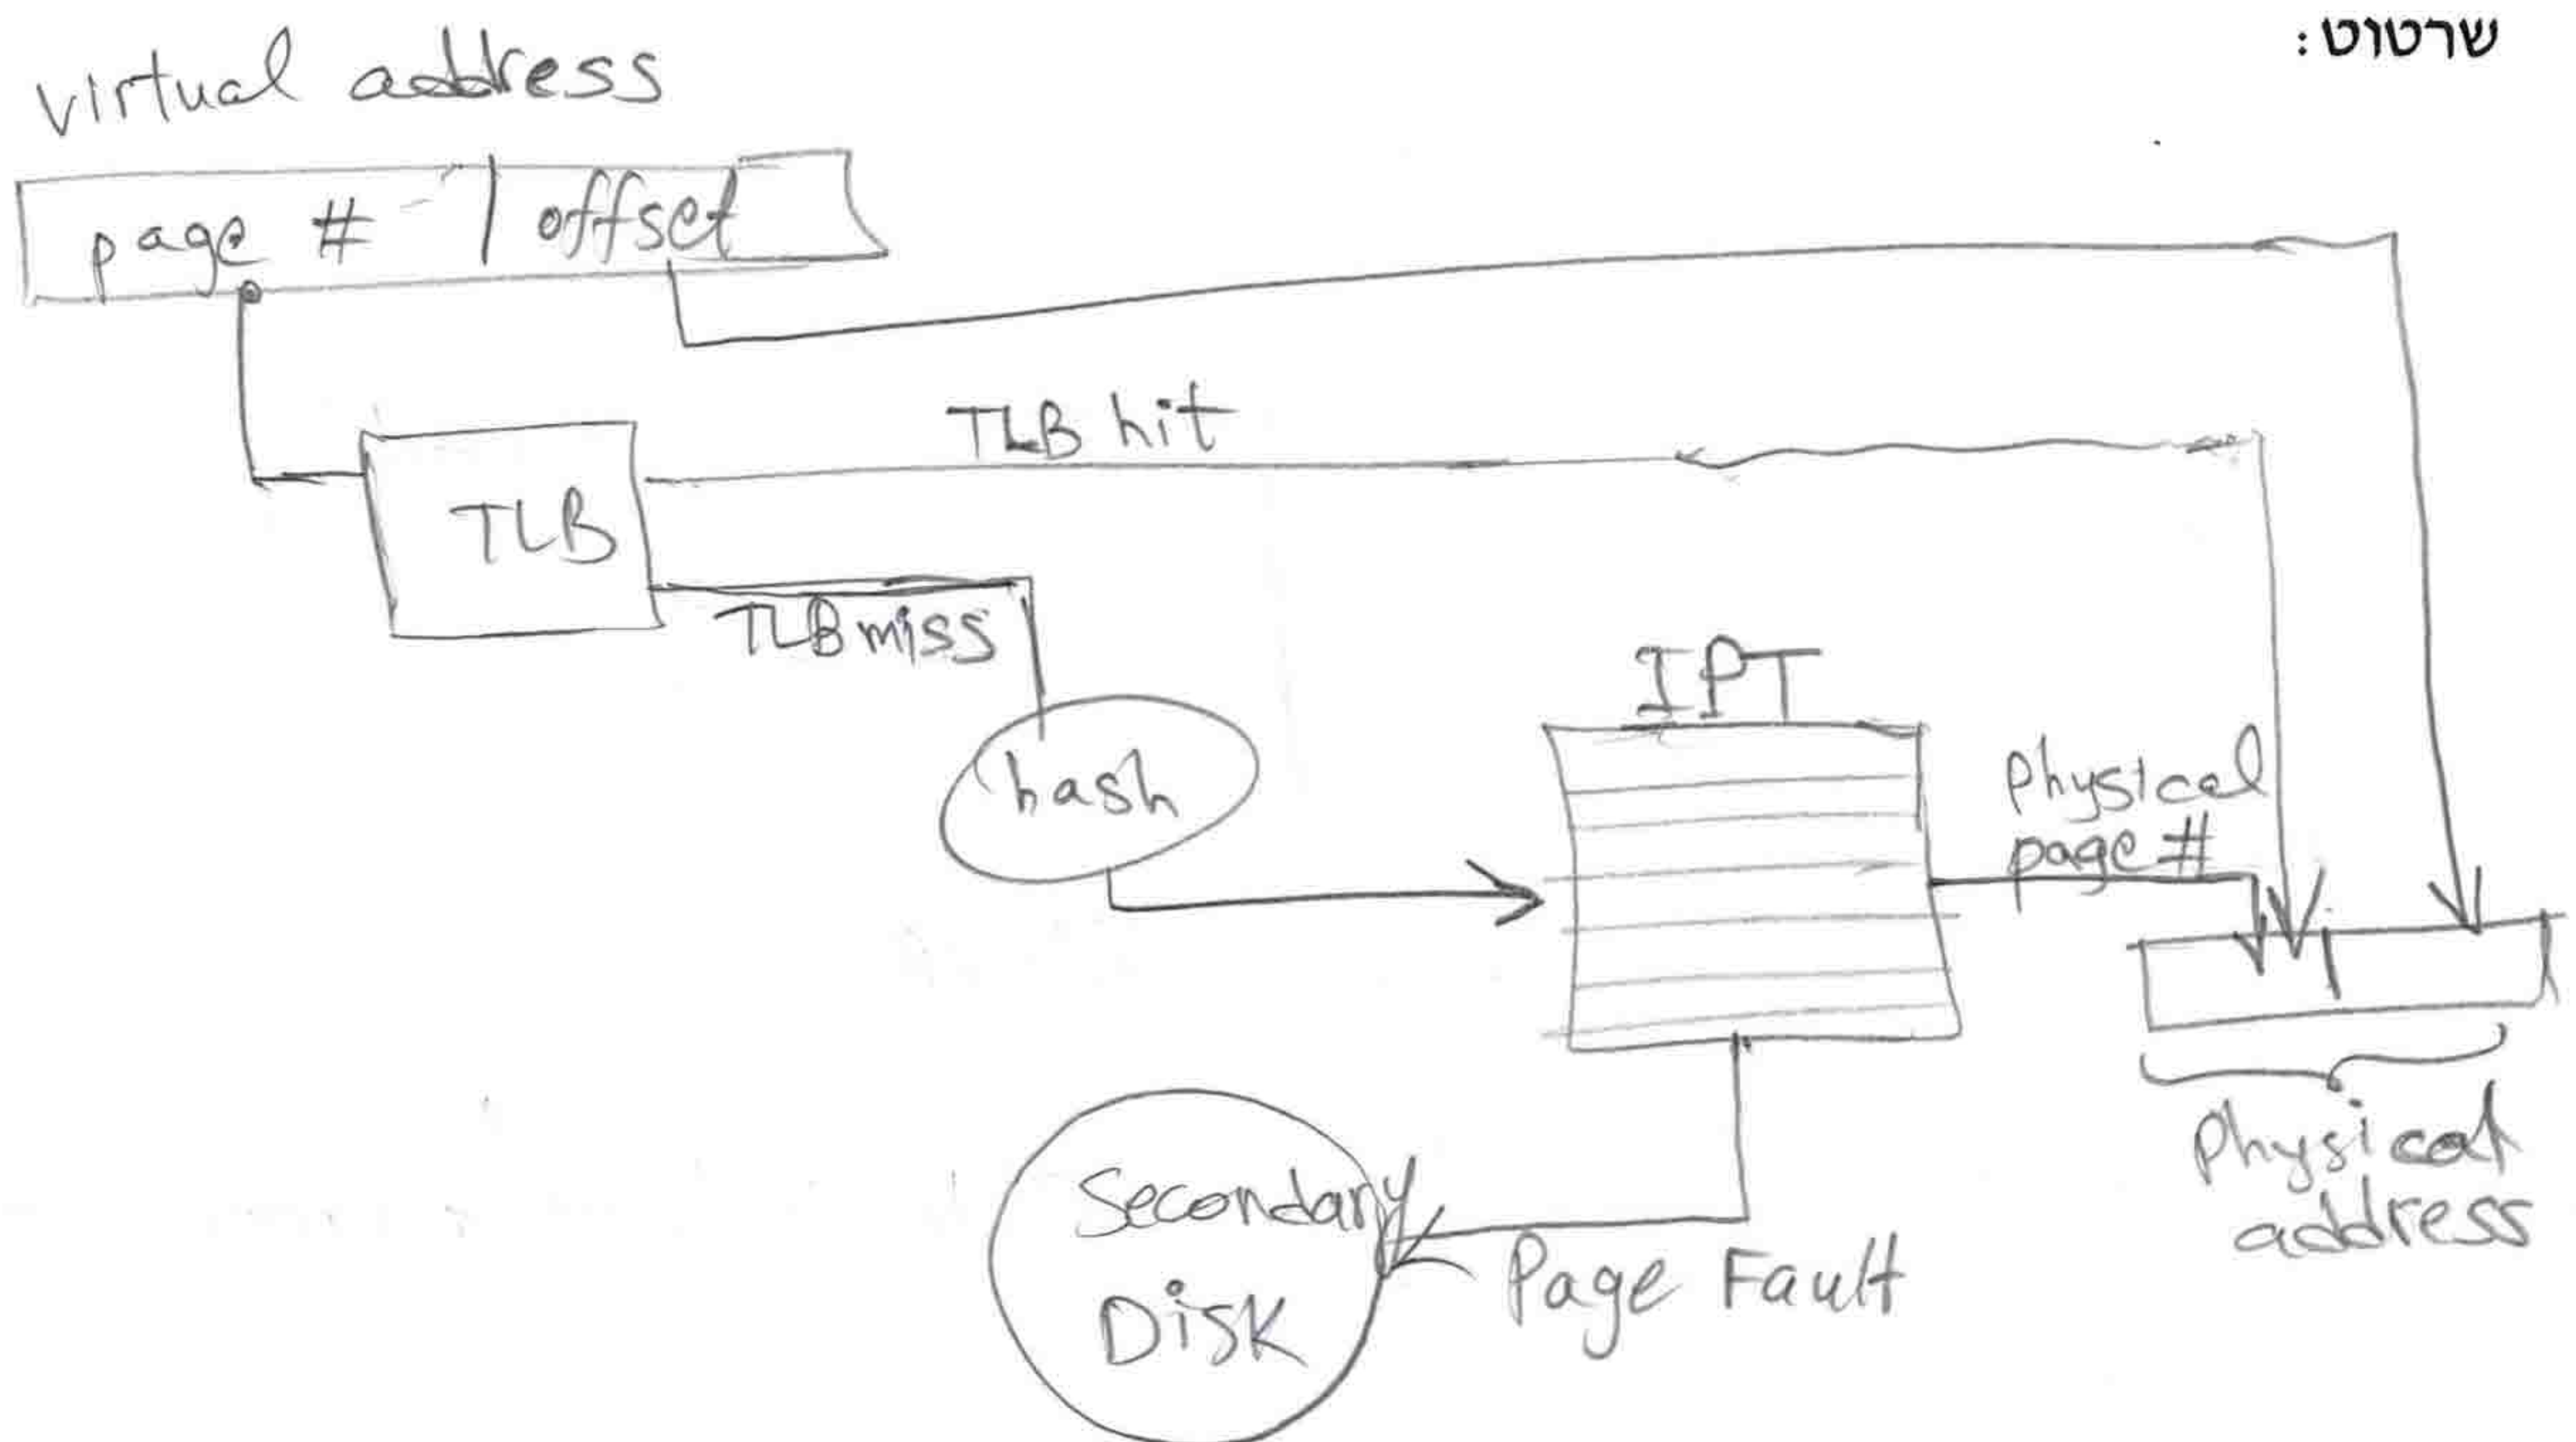 שרטוט :
virtual address
page # | offset
TLB hit
TLB
TLB miss
IPT
hash
Physical
page #
Physical
address
Secondary
Disk
Page Fault